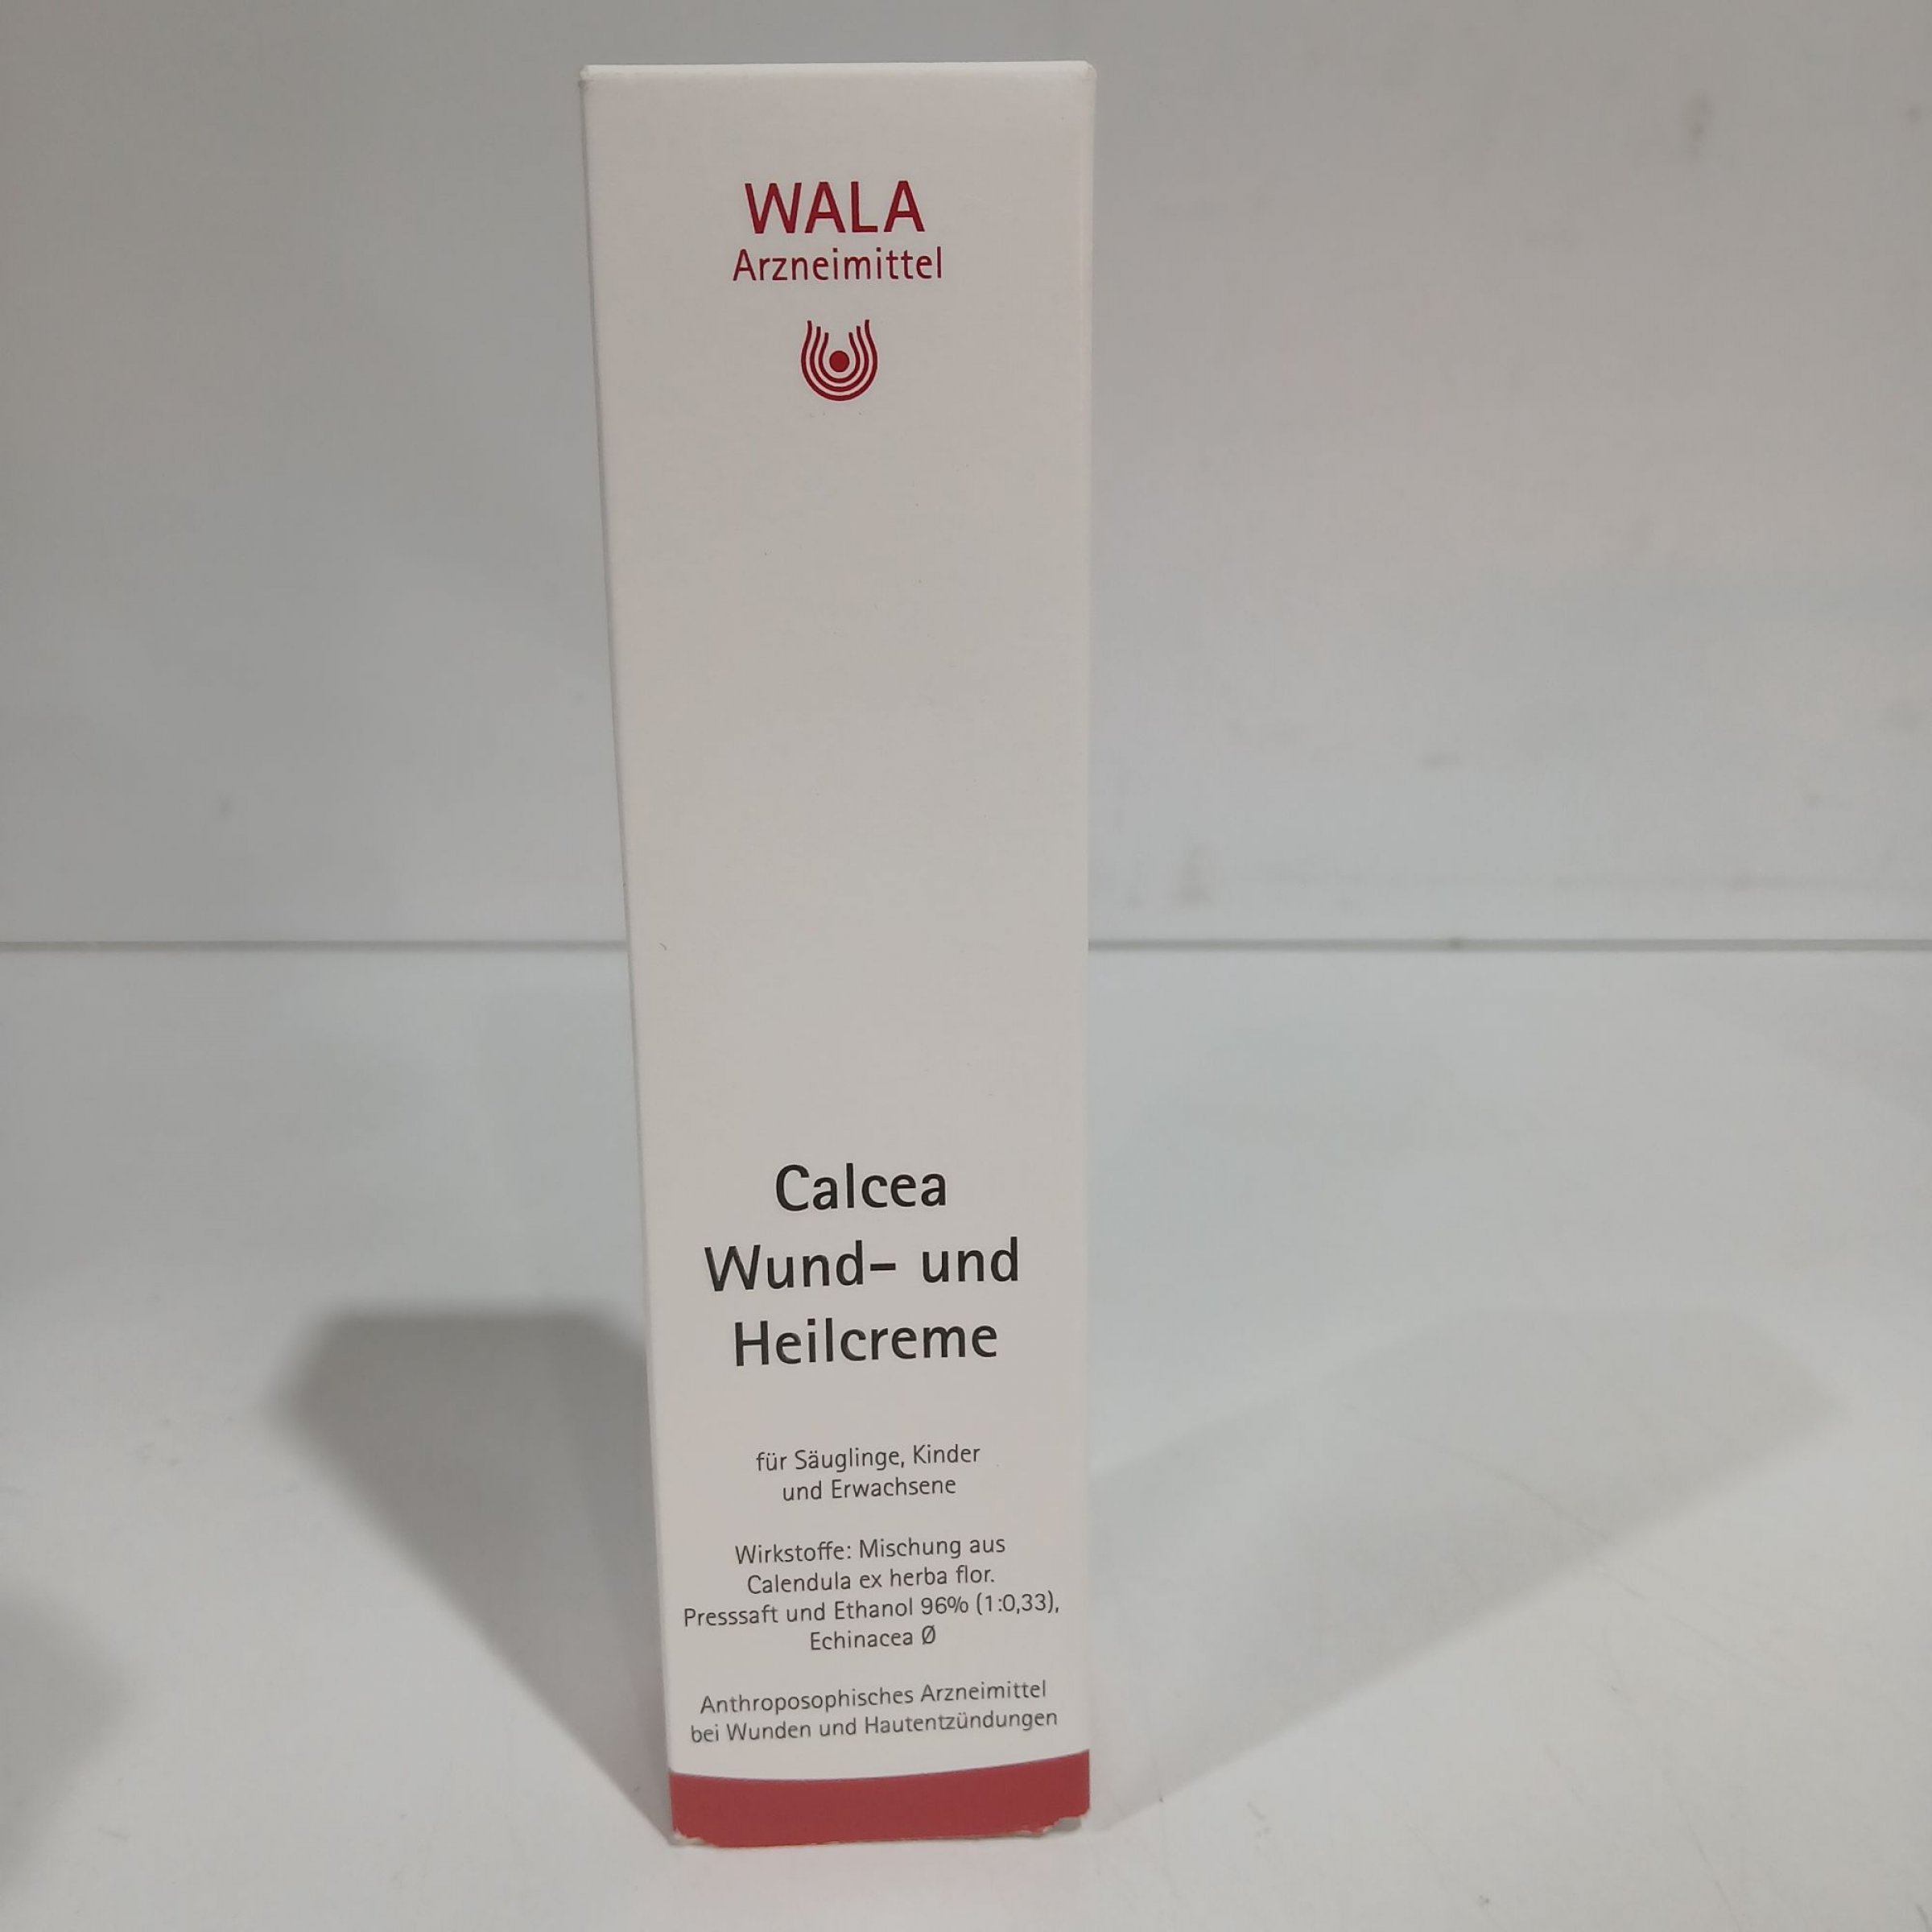 WALA
Arzneimittel
Calcea
Wund- und
Heilcreme
für Säuglinge, Kinder
und Erwachsene
Wirkstoffe: Mischung aus
Calendula ex herba flor.
Presssaft und Ethanol 96% (1:0,33),
Echinacea Ø
Anthroposophisches Arzneimittel
bei Wunden und Hautentzündungen